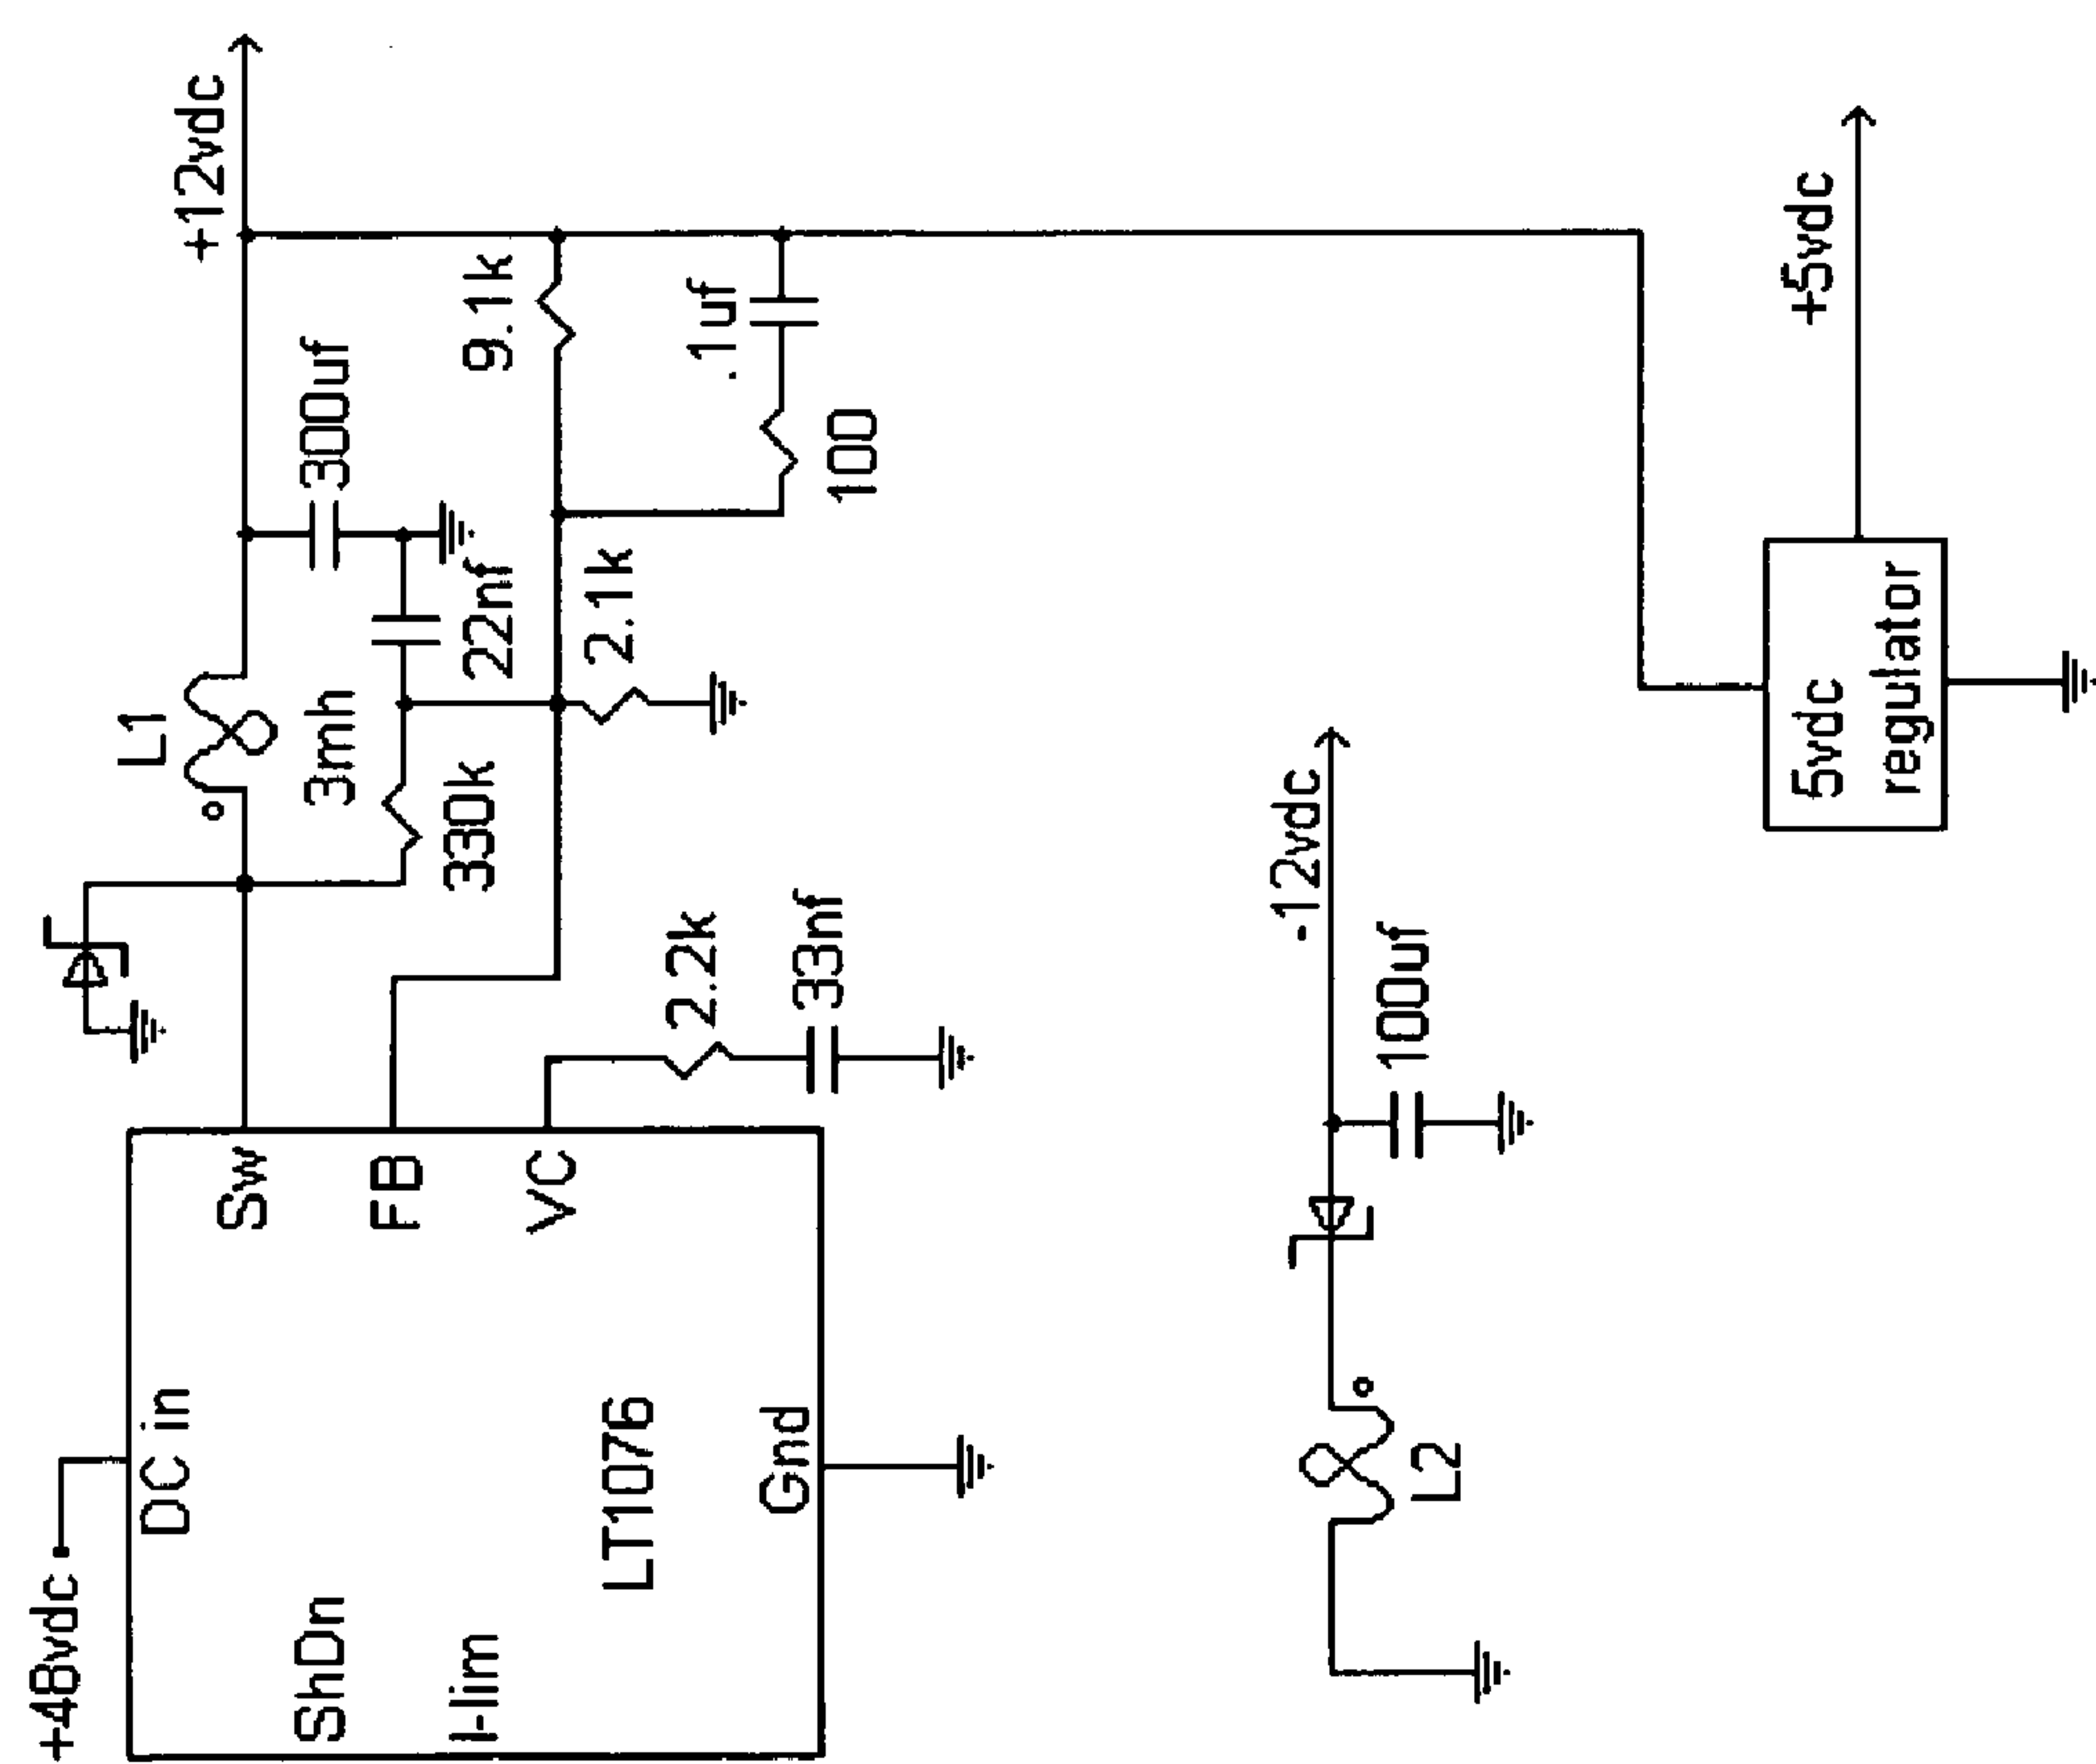 +48vdc
DC in
ShDn
I-lim
LT1076
Gnd
Sw
FB
VC
L1
3mh
+12vdc
300uf
22nf
330k
9.1k
.1uf
100
2.1k
2.2k
33nf
L2
-12vdc
100uf
5vdc
regulator
+5vdc